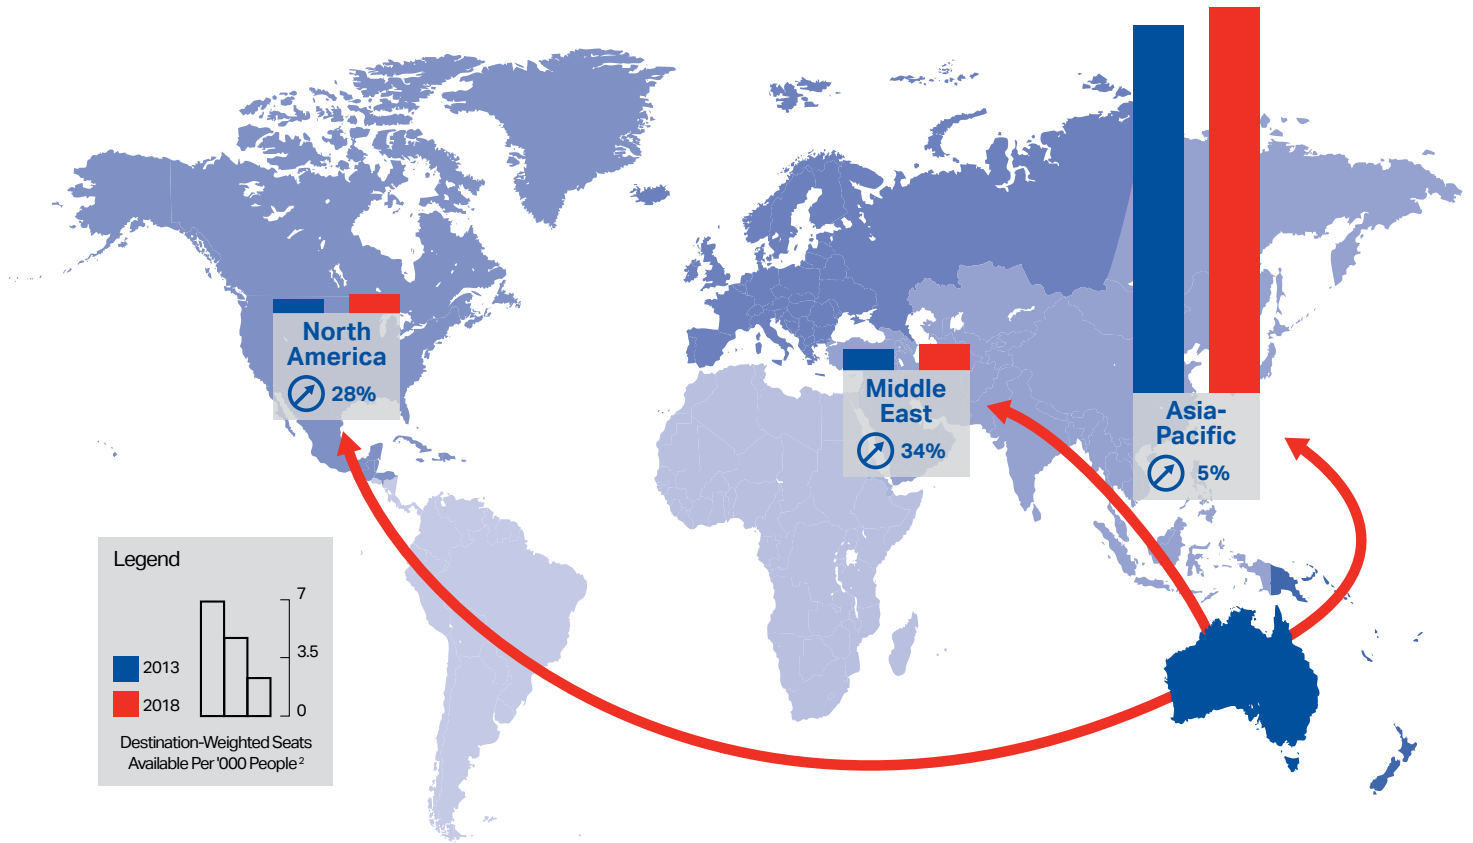 North
America
28%
Middle
East
34%
Asia-
Pacific
5%
Legend
2013
2018
7
3.5
0
Destination-Weighted Seats
Available Per '000 People²